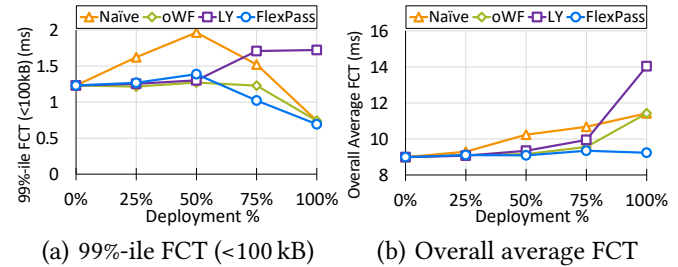 Naïve oWF LY FlexPass
99%-ile FCT (<100kB) (ms)
2
1.5
1
0.5
0
0% 25% 50% 75% 100%
Deployment %
(a) 99%-ile FCT (<100 kB)
Naïve oWF LY FlexPass
Overall Average FCT (ms)
16
14
12
10
8
0% 25% 50% 75% 100%
Deployment %
(b) Overall average FCT